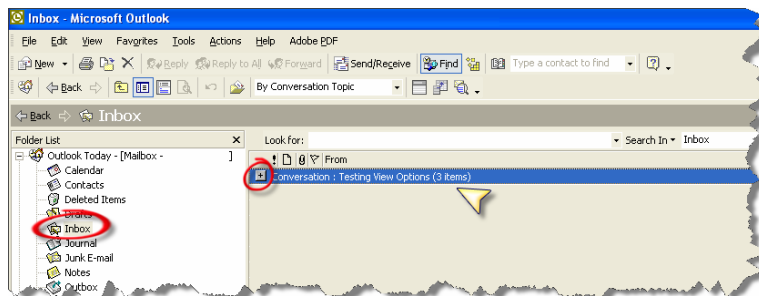 Inbox - Microsoft Outlook
File Edit View Favorites Tools Actions Help Adobe PDF
New Reply Reply to All Forward Send/Receive Find Type a contact to find
Back By Conversation Topic
Back Inbox
Folder List X Look for: Search In Inbox
Outlook Today - [Mailbox - ] ! From
Calendar Conversation : Testing View Options (3 items)
Contacts
Deleted Items
Drafts
Inbox
Journal
Junk E-mail
Notes
Outbox